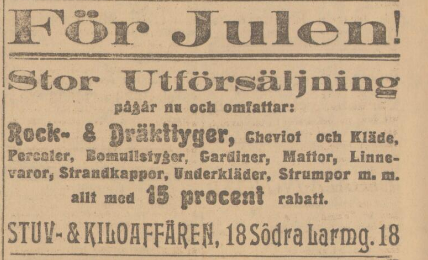 För Julen!
Stor Utförsäljning
pågår nu och omfattar:
Rock- & Dräkttyger, Cheviot och Kläde,
Percaler, Bomullstyger, Gardiner, Mattor, Linne-
varor, Strandkappor, Underkläder, Strumpor m. m.
allt med 15 procent rabatt.
STUV- & KILOAFFÄREN, 18 Södra Larmg. 18